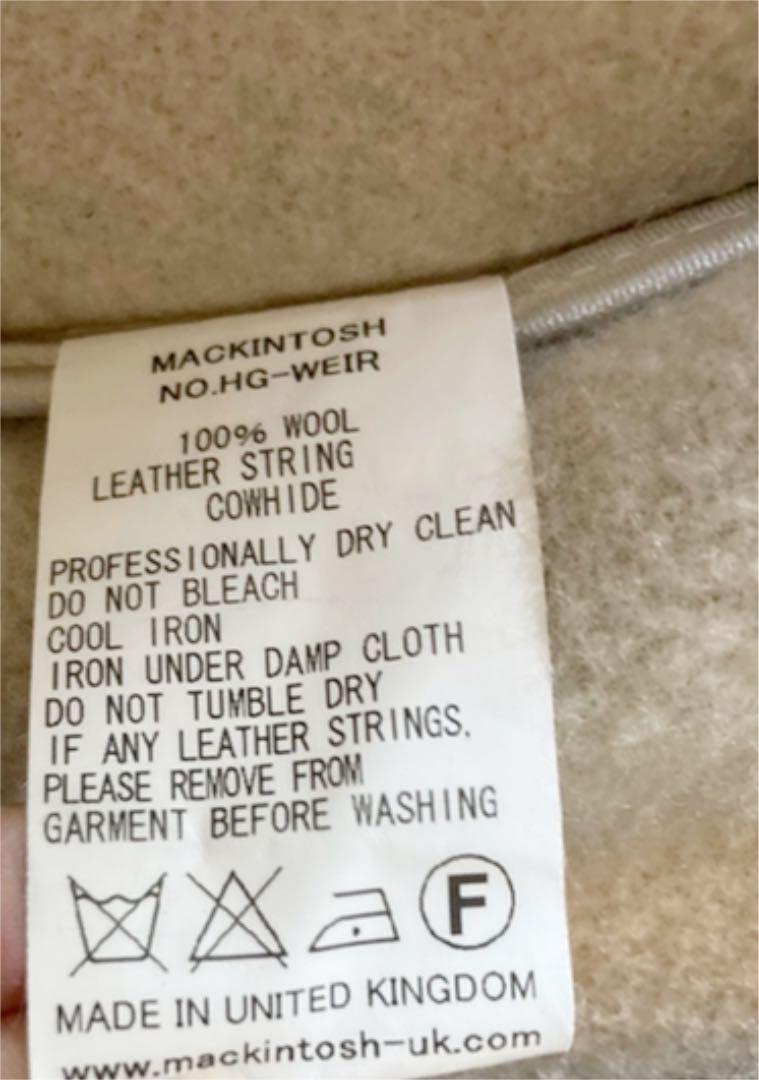 MACKINTOSH
NO.HG-WEIR
100% WOOL
LEATHER STRING
COWHIDE
PROFESSIONALLY DRY CLEAN
DO NOT BLEACH
COOL IRON
IRON UNDER DAMP CLOTH
DO NOT TUMBLE DRY
IF ANY LEATHER STRINGS.
PLEASE REMOVE FROM
GARMENT BEFORE WASHING
F
MADE IN UNITED KINGDOM
www.mackintosh-uk.com